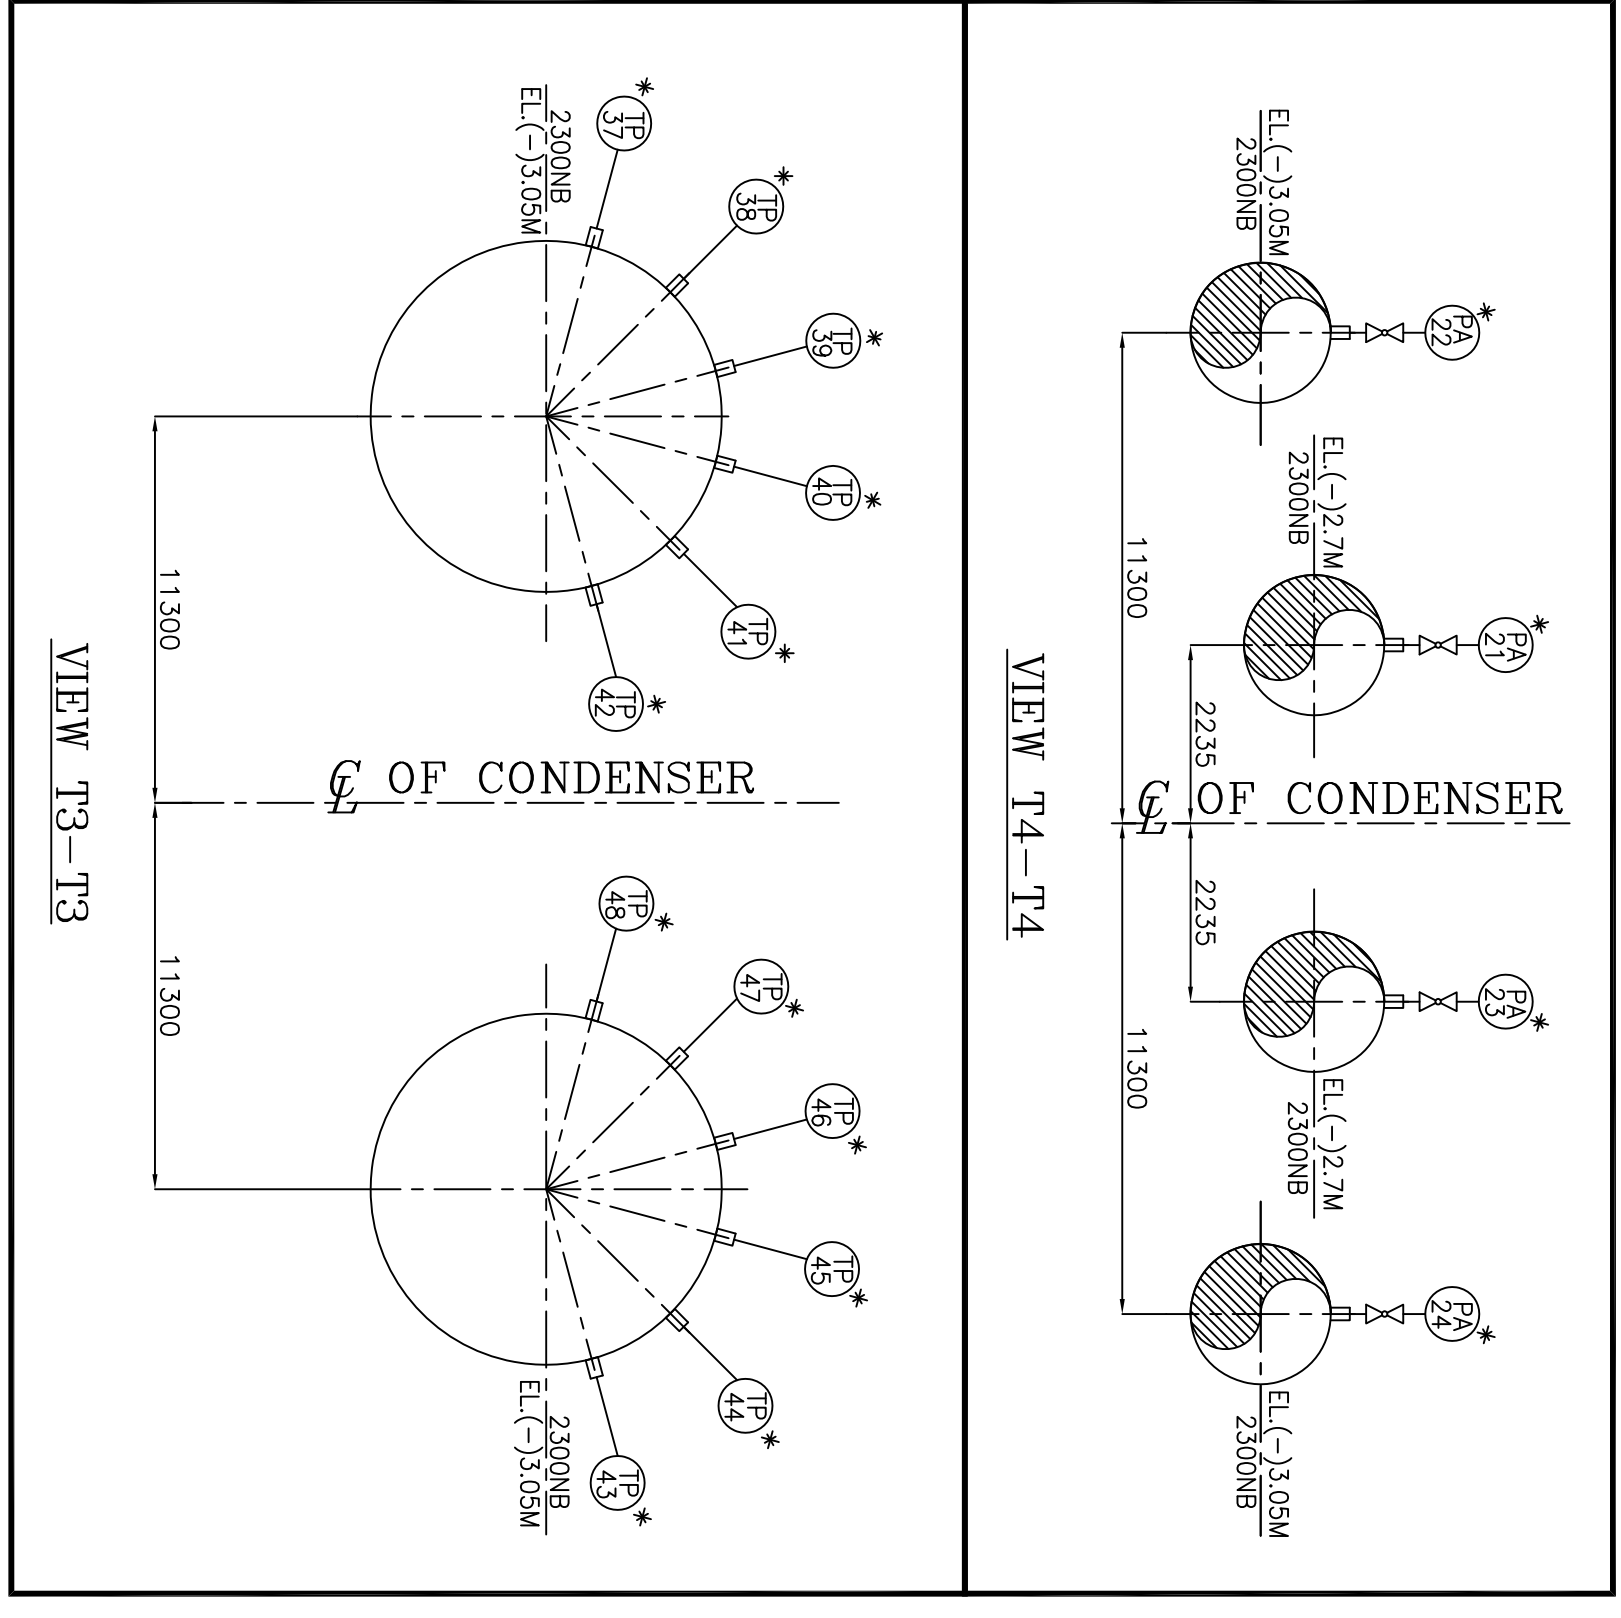 EL.(-)3.05M
2300NB
PA
22
*
EL.(-)2.7M
2300NB
PA
21
*
PA
23
*
EL.(-)2.7M
2300NB
PA
24
*
EL.(-)3.05M
2300NB
11300
2235
2235
11300
℄ OF CONDENSER
VIEW T4-T4
2300NB
EL.(-)3.05M
TP
37
*
TP
38
*
TP
39
*
TP
40
*
TP
41
*
TP
42
*
℄ OF CONDENSER
TP
48
*
TP
47
*
TP
46
*
TP
45
*
TP
44
*
TP
43
*
2300NB
EL.(-)3.05M
11300
11300
VIEW T3-T3